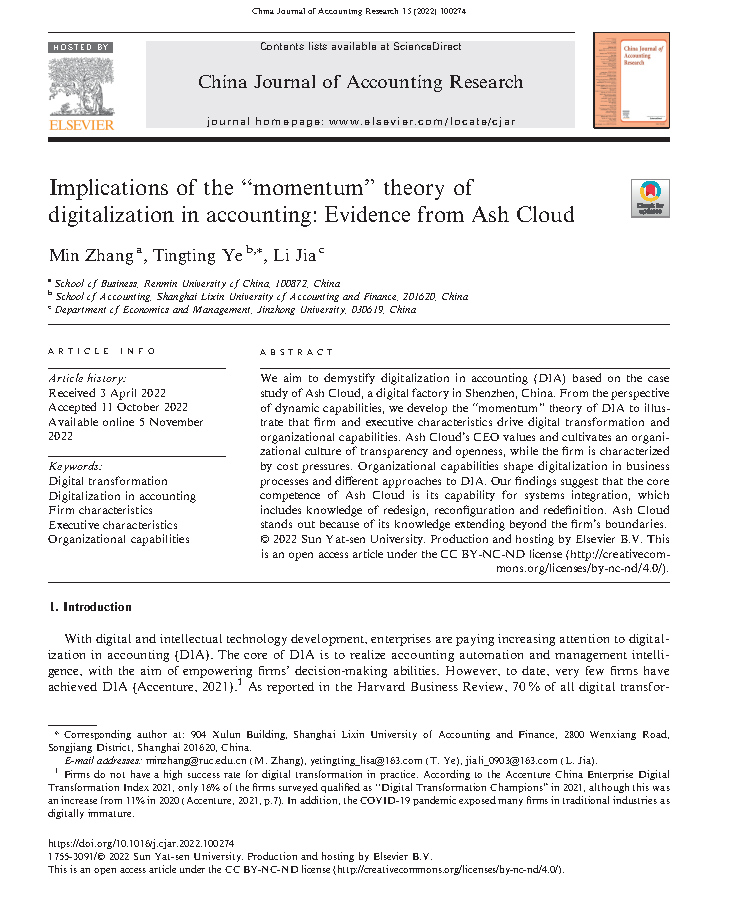 China Journal of Accounting Research 15 (2022) 100274
HOSTED BY
ELSEVIER
Contents lists available at ScienceDirect
China Journal of Accounting Research
journal homepage: www.elsevier.com/locate/cjar
China Journal of
Accounting
Research
Implications of the “momentum” theory of
digitalization in accounting: Evidence from Ash Cloud
Check for
updates
Min Zhang a, Tingting Ye b,*, Li Jia c
a School of Business, Renmin University of China, 100872, China
b School of Accounting, Shanghai Lixin University of Accounting and Finance, 201620, China
c Department of Economics and Management, Jinzhong University, 030619, China
ARTICLE INFO
Article history:
Received 3 April 2022
Accepted 11 October 2022
Available online 5 November
2022
Keywords:
Digital transformation
Digitalization in accounting
Firm characteristics
Executive characteristics
Organizational capabilities
ABSTRACT
We aim to demystify digitalization in accounting (DIA) based on the case
study of Ash Cloud, a digital factory in Shenzhen, China. From the perspective
of dynamic capabilities, we develop the “momentum” theory of DIA to illus-
trate that firm and executive characteristics drive digital transformation and
organizational capabilities. Ash Cloud’s CEO values and cultivates an organi-
zational culture of transparency and openness, while the firm is characterized
by cost pressures. Organizational capabilities shape digitalization in business
processes and different approaches to DIA. Our findings suggest that the core
competence of Ash Cloud is its capability for systems integration, which
includes knowledge of redesign, reconfiguration and redefinition. Ash Cloud
stands out because of its knowledge extending beyond the firm’s boundaries.
© 2022 Sun Yat-sen University. Production and hosting by Elsevier B.V. This
is an open access article under the CC BY-NC-ND license (http://creativecom-
mons.org/licenses/by-nc-nd/4.0/).
1. Introduction
With digital and intellectual technology development, enterprises are paying increasing attention to digital-
ization in accounting (DIA). The core of DIA is to realize accounting automation and management intelli-
gence, with the aim of empowering firms’ decision-making abilities. However, to date, very few firms have
achieved DIA (Accenture, 2021).1 As reported in the Harvard Business Review, 70 % of all digital transfor-
* Corresponding author at: 904 Xulun Building, Shanghai Lixin University of Accounting and Finance, 2800 Wenxiang Road,
Songjiang District, Shanghai 201620, China.
E-mail addresses: minzhang@ruc.edu.cn (M. Zhang), yetingting_lisa@163.com (T. Ye), jiali_0903@163.com (L. Jia).
1 Firms do not have a high success rate for digital transformation in practice. According to the Accenture China Enterprise Digital
Transformation Index 2021, only 16% of the firms surveyed qualified as “Digital Transformation Champions” in 2021, although this was
an increase from 11% in 2020 (Accenture, 2021, p.7). In addition, the COVID-19 pandemic exposed many firms in traditional industries as
digitally immature.
https://doi.org/10.1016/j.cjar.2022.100274
1755-3091/© 2022 Sun Yat-sen University. Production and hosting by Elsevier B.V.
This is an open access article under the CC BY-NC-ND license (http://creativecommons.org/licenses/by-nc-nd/4.0/).